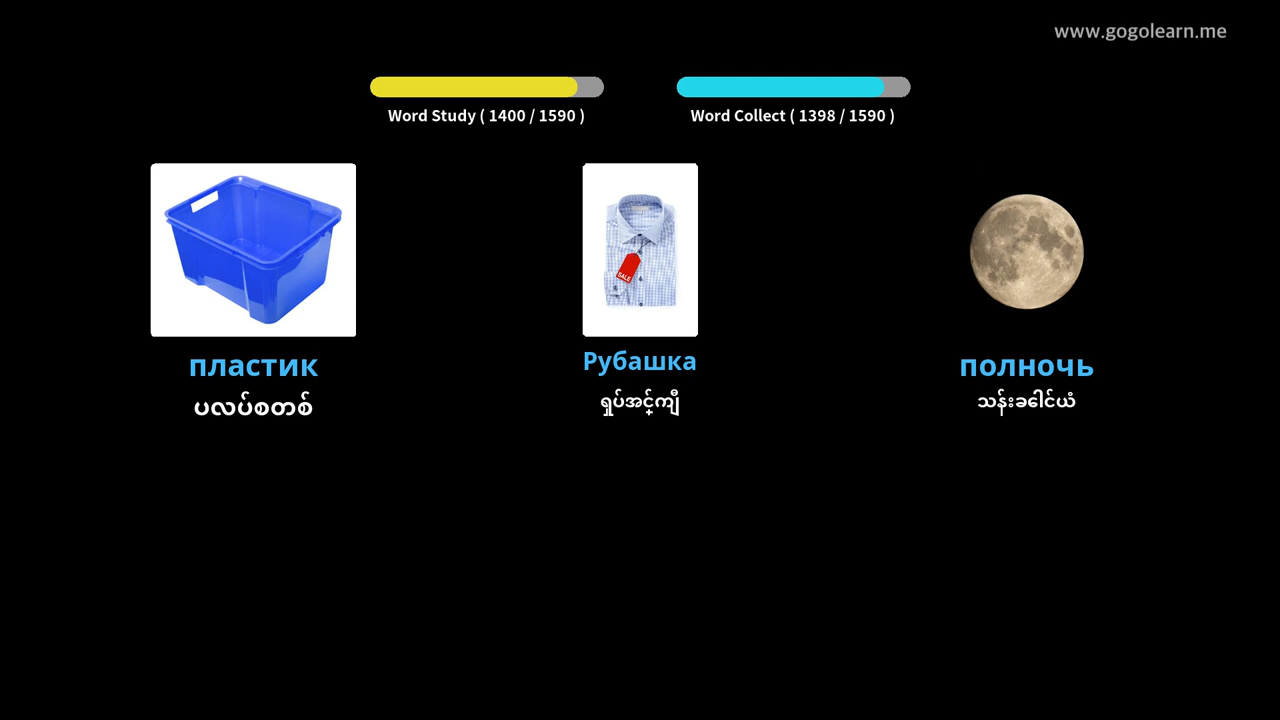 www.gogolearn.me
Word Study ( 1400 / 1590 )
Word Collect ( 1398 / 1590 )
пластик
Рубашка
полночь
ပလပ်စတစ်
ရှပ်အင်္ကျီ
သန်းခေါင်ယံ